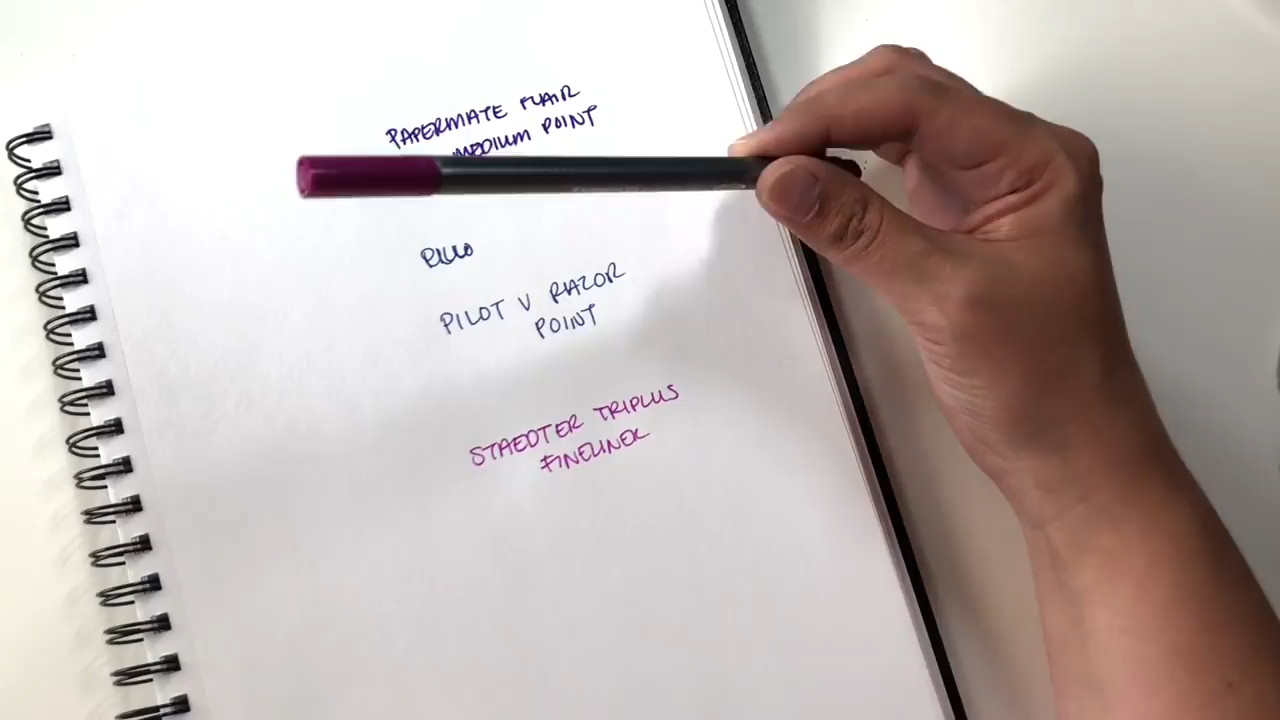 PAPERMATE FLAIR
MEDIUM POINT
PILOT V RAZOR
POINT
STAEDTER TRIPLUS
FINELINER